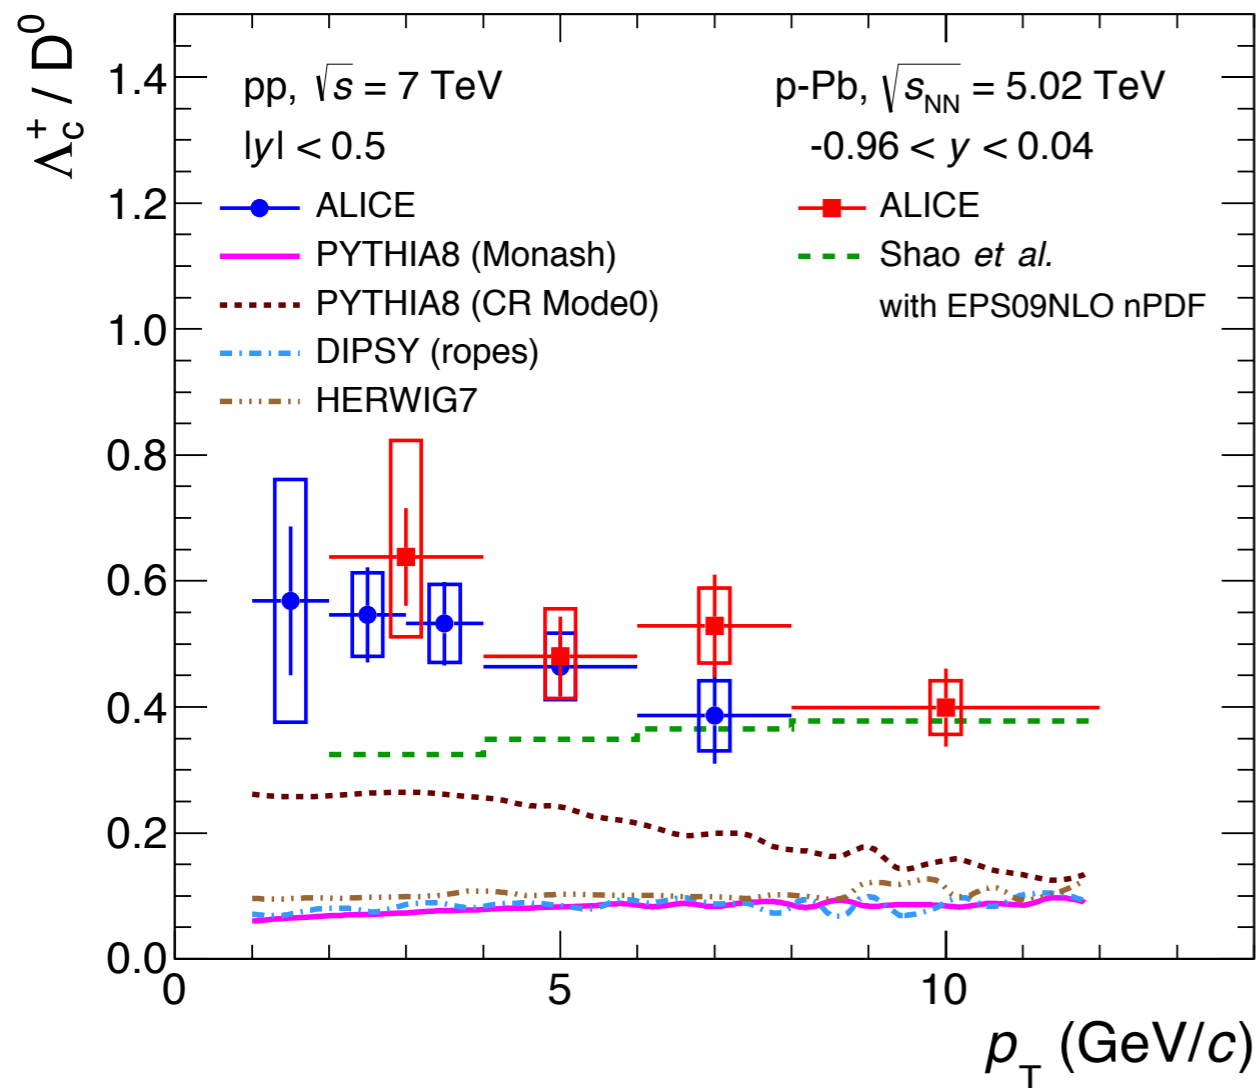 Λc+ / D0
1.4
1.2
1.0
0.8
0.6
0.4
0.2
0.0
pp, √s = 7 TeV
|y| < 0.5
ALICE
PYTHIA8 (Monash)
PYTHIA8 (CR Mode0)
DIPSY (ropes)
HERWIG7
p-Pb, √sNN = 5.02 TeV
-0.96 < y < 0.04
ALICE
Shao et al.
with EPS09NLO nPDF
0 5 10
pT (GeV/c)